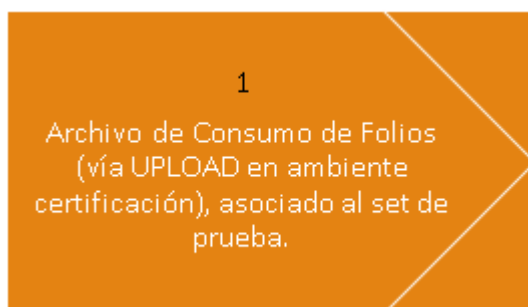 1
Archivo de Consumo de Folios
(vía UPLOAD en ambiente
certificación), asociado al set de
prueba.